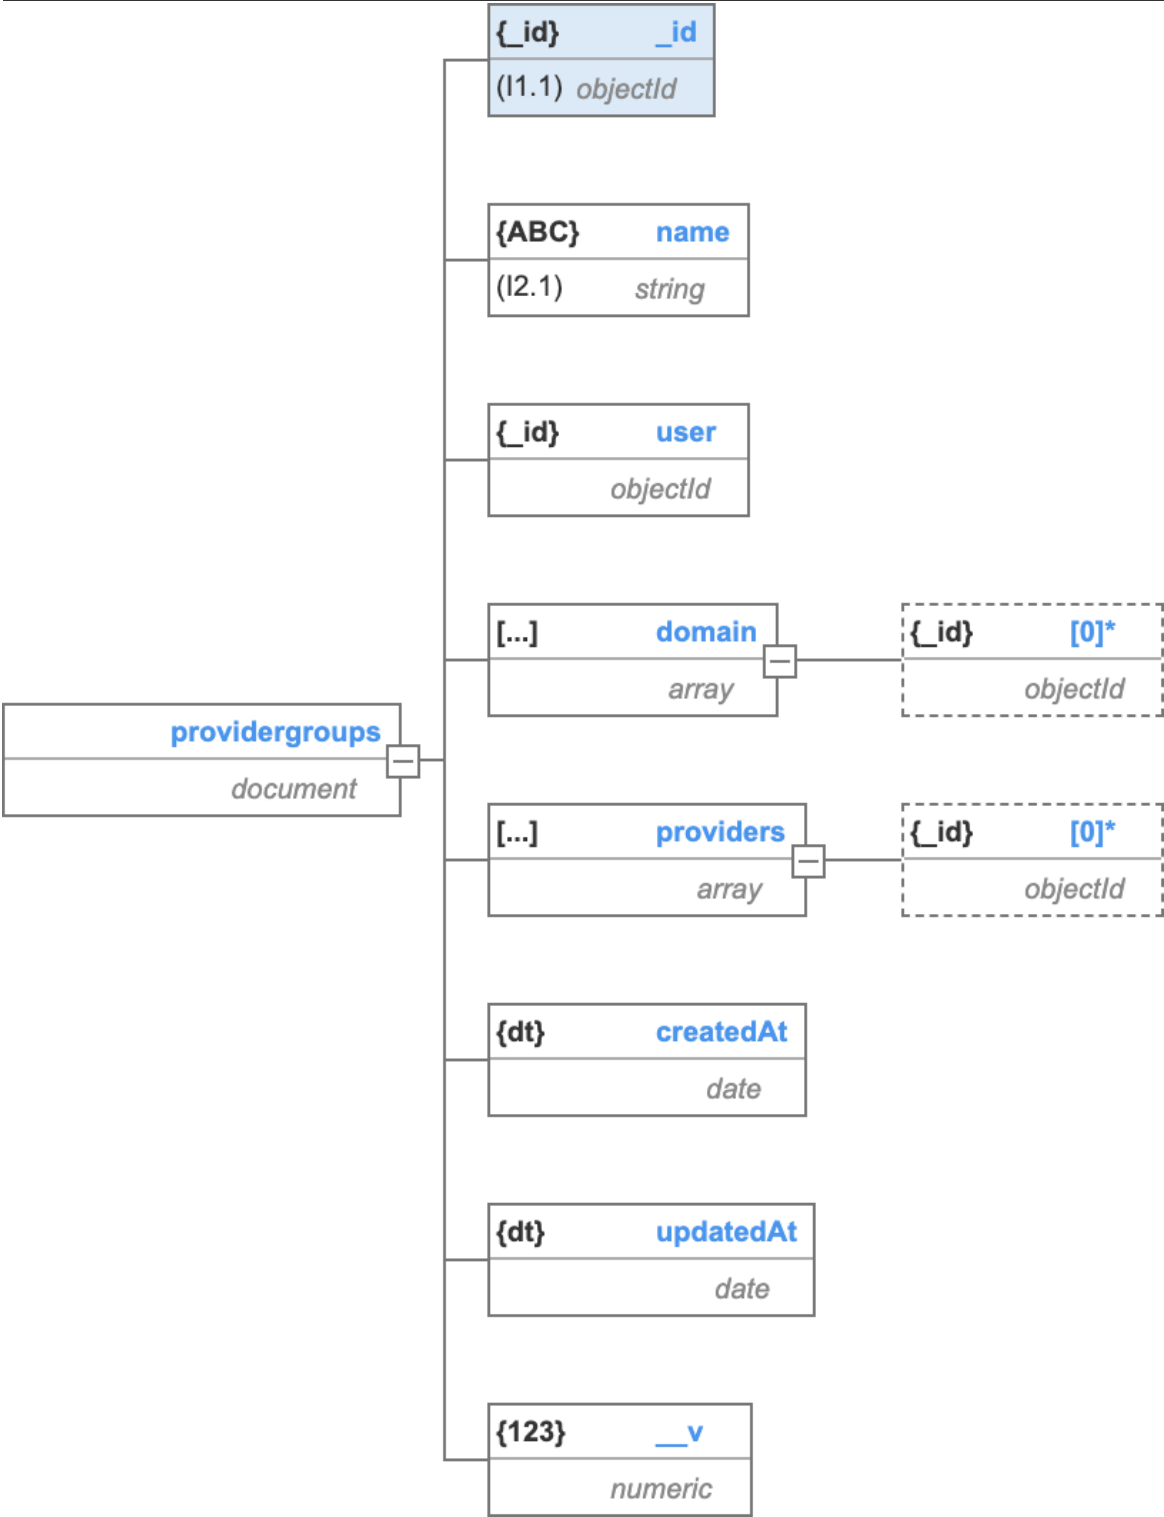 {_id} _id
(I1.1) objectId
{ABC} name
(I2.1) string
{_id} user
objectId
[...] domain
array
{_id} [0]*
objectId
providergroups
document
[...] providers
array
{_id} [0]*
objectId
{dt} createdAt
date
{dt} updatedAt
date
{123} __v
numeric